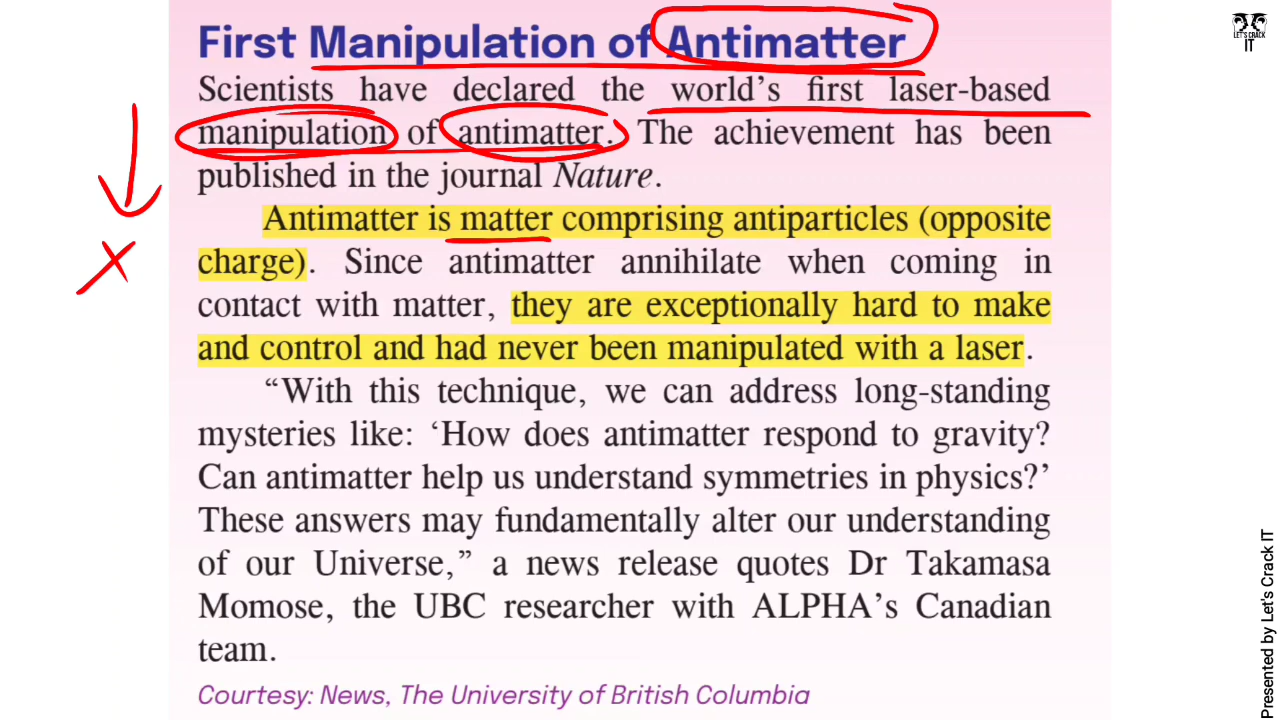 First Manipulation of Antimatter
Scientists have declared the world's first laser-based
manipulation of antimatter. The achievement has been
published in the journal Nature.
Antimatter is matter comprising antiparticles (opposite
charge). Since antimatter annihilate when coming in
contact with matter, they are exceptionally hard to make
and control and had never been manipulated with a laser.
“With this technique, we can address long-standing
mysteries like: ‘How does antimatter respond to gravity?
Can antimatter help us understand symmetries in physics?’
These answers may fundamentally alter our understanding
of our Universe,” a news release quotes Dr Takamasa
Momose, the UBC researcher with ALPHA’s Canadian
team.
Courtesy: News, The University of British Columbia
LET'S CRACK
IT
Presented by Let's Crack IT